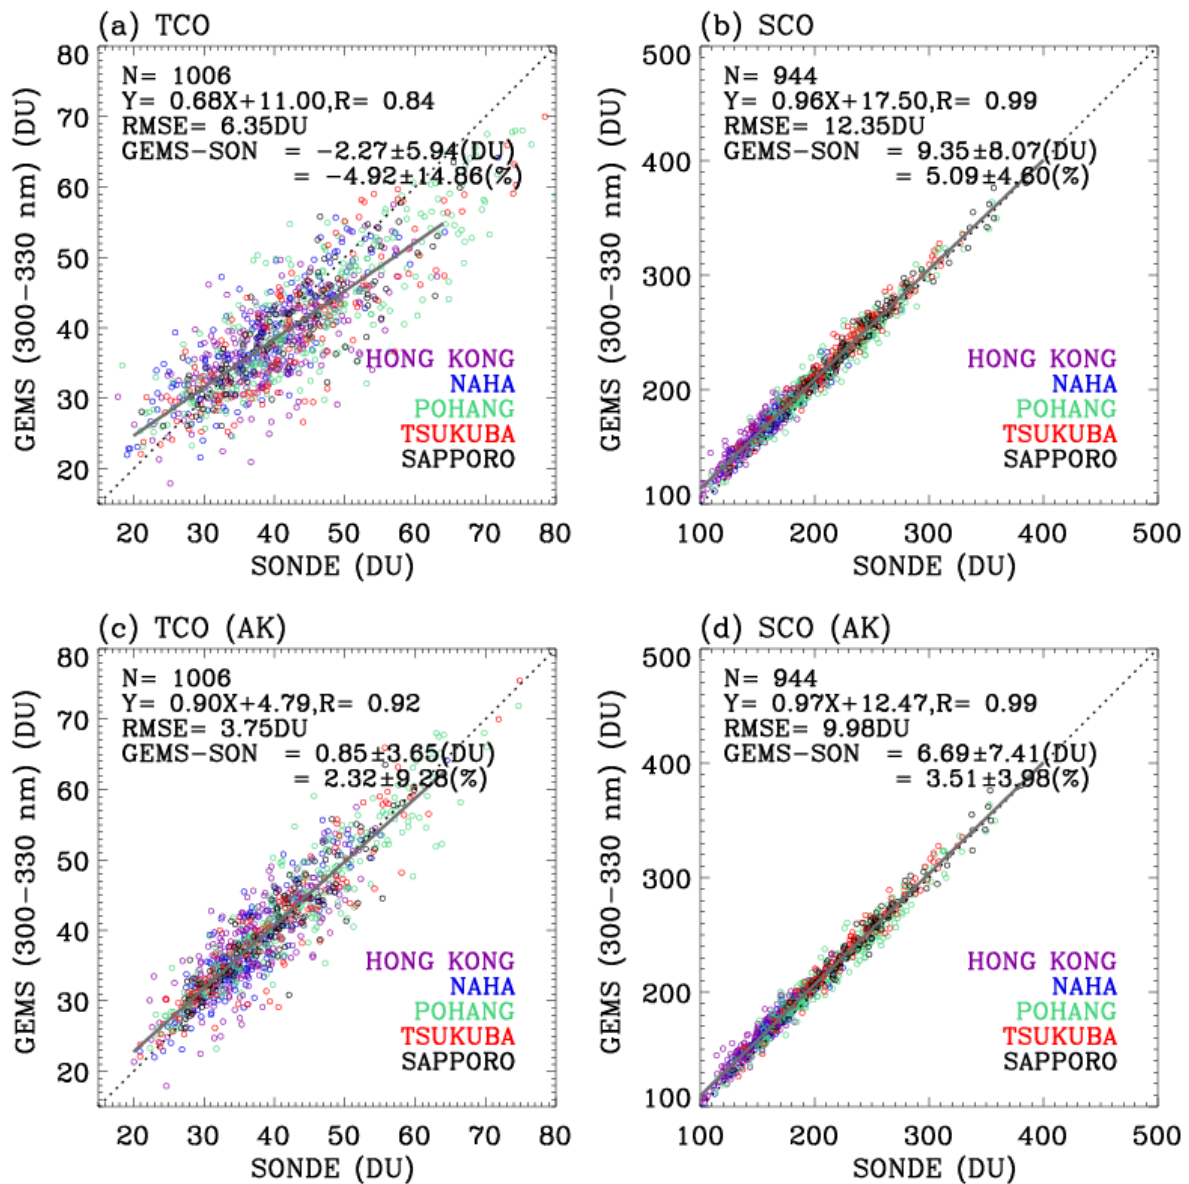 (a) TCO
80
70
60
50
40
30
20
GEMS (300−330 nm) (DU)
N= 1006
Y= 0.68X+11.00,R= 0.84
RMSE= 6.35DU
GEMS−SON = −2.27±5.94(DU)
= −4.92±14.86(%)
HONG KONG
NAHA
POHANG
TSUKUBA
SAPPORO
20 30 40 50 60 70 80
SONDE (DU)
(b) SCO
500
400
300
200
100
GEMS (300−330 nm) (DU)
N= 944
Y= 0.96X+17.50,R= 0.99
RMSE= 12.35DU
GEMS−SON = 9.35±8.07(DU)
= 5.09±4.60(%)
HONG KONG
NAHA
POHANG
TSUKUBA
SAPPORO
100 200 300 400 500
SONDE (DU)
(c) TCO (AK)
80
70
60
50
40
30
20
GEMS (300−330 nm) (DU)
N= 1006
Y= 0.90X+4.79,R= 0.92
RMSE= 3.75DU
GEMS−SON = 0.85±3.65(DU)
= 2.32±9.28(%)
HONG KONG
NAHA
POHANG
TSUKUBA
SAPPORO
20 30 40 50 60 70 80
SONDE (DU)
(d) SCO (AK)
500
400
300
200
100
GEMS (300−330 nm) (DU)
N= 944
Y= 0.97X+12.47,R= 0.99
RMSE= 9.98DU
GEMS−SON = 6.69±7.41(DU)
= 3.51±3.98(%)
HONG KONG
NAHA
POHANG
TSUKUBA
SAPPORO
100 200 300 400 500
SONDE (DU)